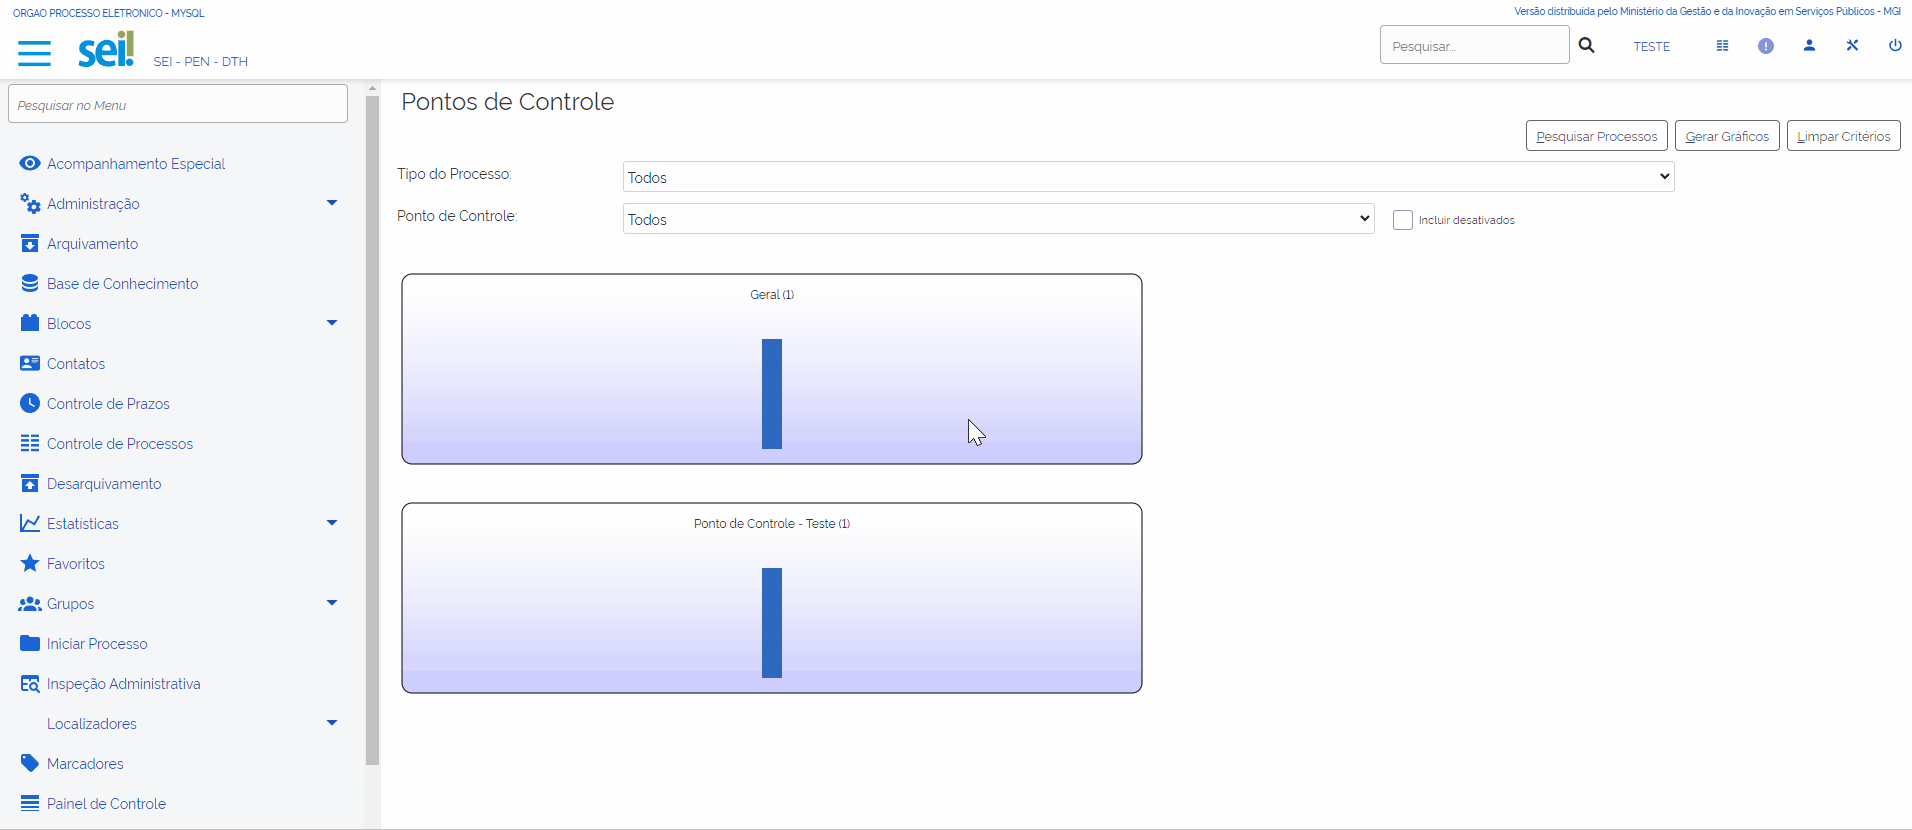 ORGAO PROCESSO ELETRONICO - MYSQL
Versão distribuída pelo Ministério da Gestão e da Inovação em Serviços Públicos - MGI
sei!
SEI - PEN - DTH
Pesquisar...
TESTE
Pesquisar no Menu
Acompanhamento Especial
Administração
Arquivamento
Base de Conhecimento
Blocos
Contatos
Controle de Prazos
Controle de Processos
Desarquivamento
Estatísticas
Favoritos
Grupos
Iniciar Processo
Inspeção Administrativa
Localizadores
Marcadores
Painel de Controle
Pontos de Controle
Pesquisar Processos
Gerar Gráficos
Limpar Critérios
Tipo do Processo:
Todos
Ponto de Controle:
Todos
Incluir desativados
Geral (1)
Ponto de Controle - Teste (1)